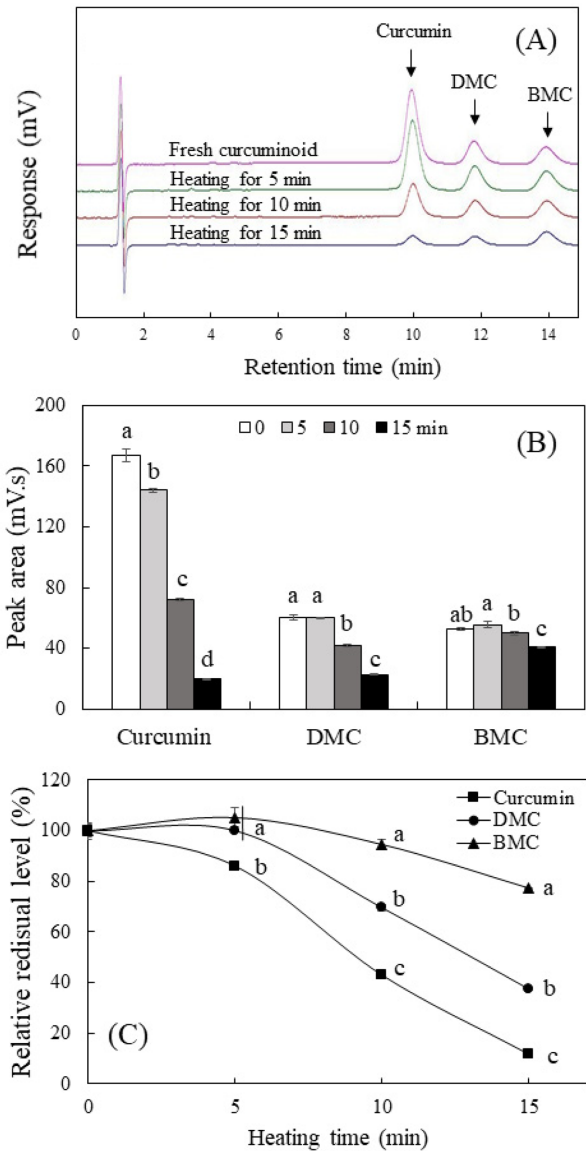 (A)
Curcumin
DMC
BMC
Response (mV)
Fresh curcuminoid
Heating for 5 min
Heating for 10 min
Heating for 15 min
0 2 4 6 8 10 12 14
Retention time (min)
(B)
0 5 10 15 min
Peak area (mV.s)
200
160
120
80
40
0
a b c d
a a b c
ab a b c
Curcumin DMC BMC
(C)
Curcumin
DMC
BMC
Relative redisual level (%)
120
100
80
60
40
20
0
a
b
a
b
c
a
b
c
0 5 10 15
Heating time (min)